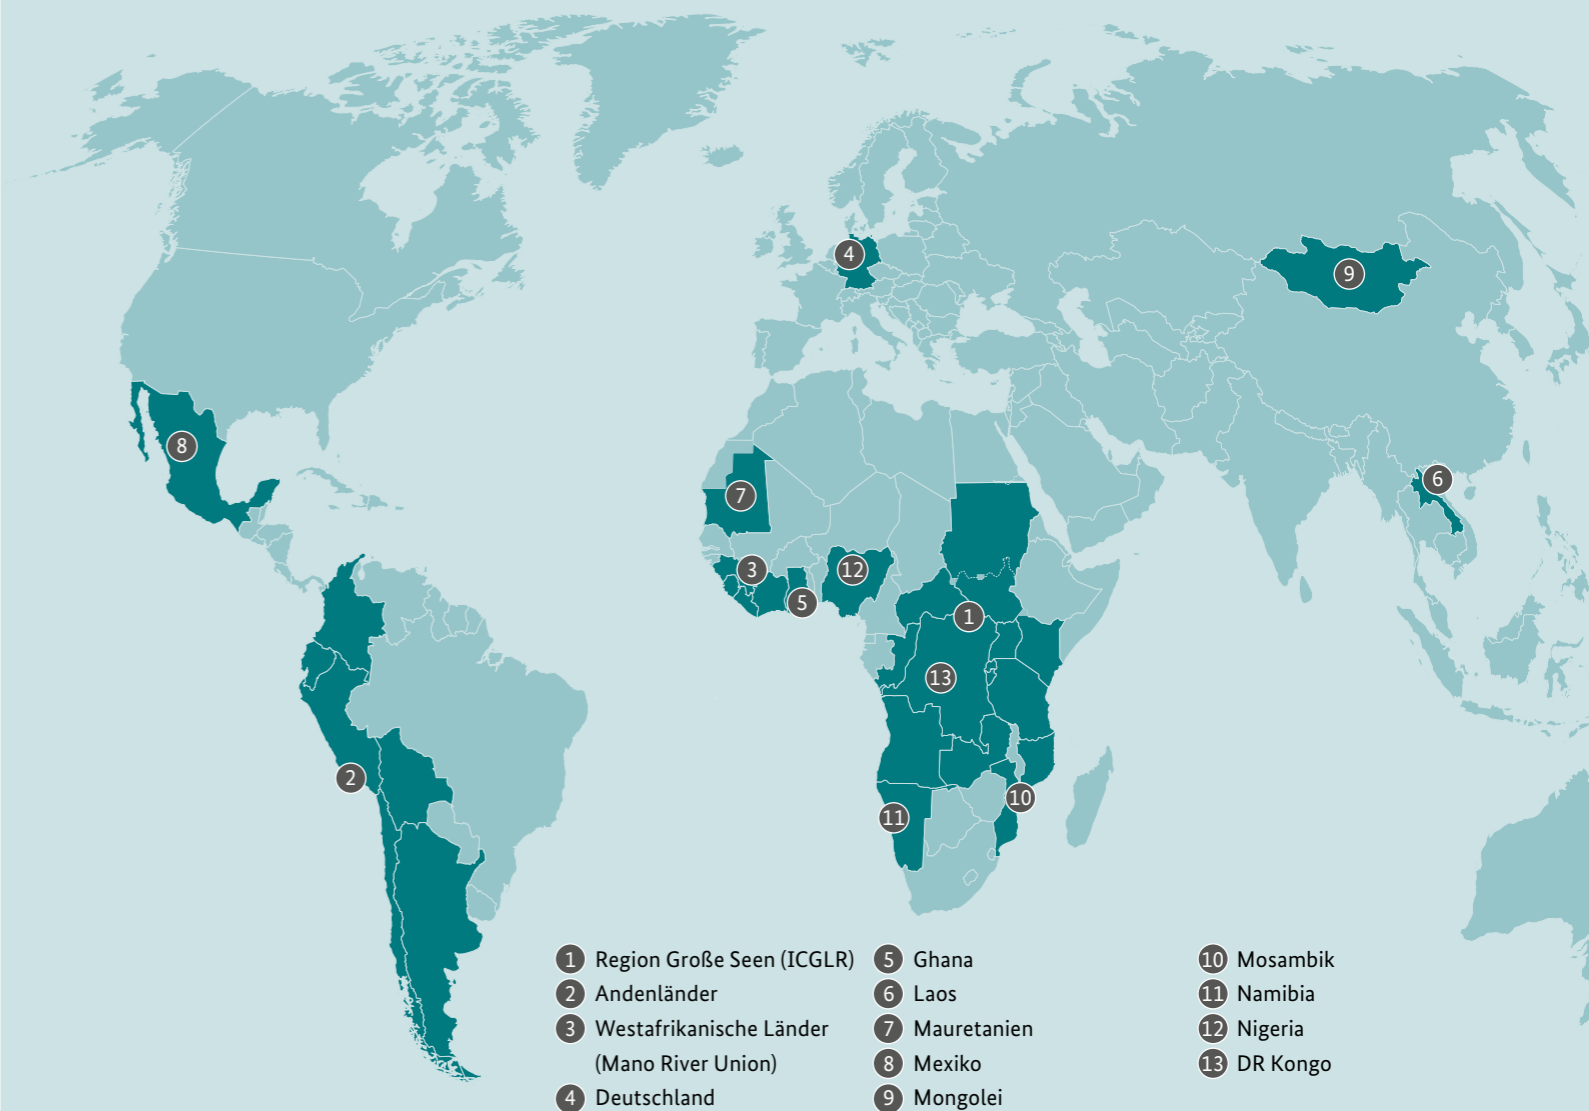 4
9
8
6
7
3
12
5
1
13
2
10
11
1 Region Große Seen (ICGLR)
2 Andenländer
3 Westafrikanische Länder
(Mano River Union)
4 Deutschland
5 Ghana
6 Laos
7 Mauretanien
8 Mexiko
9 Mongolei
10 Mosambik
11 Namibia
12 Nigeria
13 DR Kongo